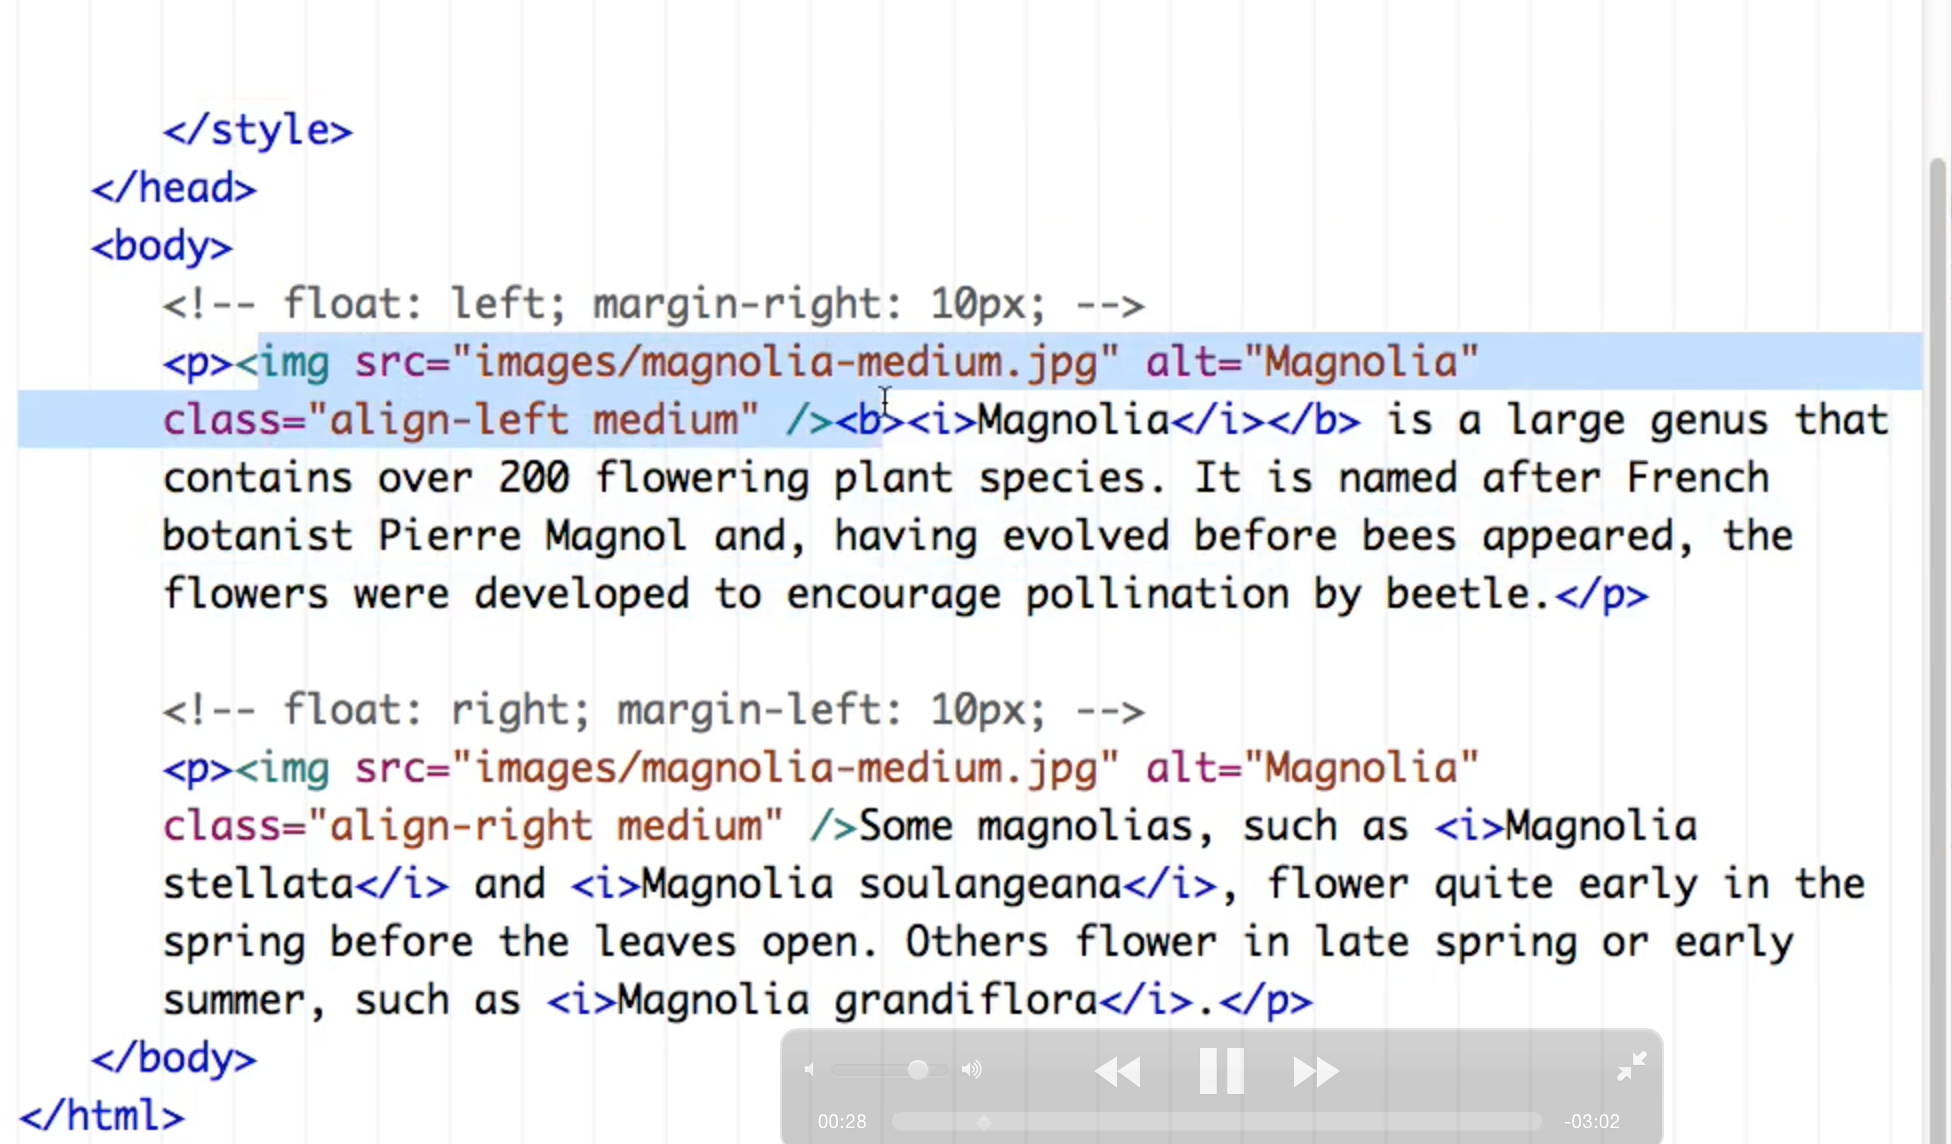 </style>
</head>
<body>
<!-- float: left; margin-right: 10px; -->
<p><img src="images/magnolia-medium.jpg" alt="Magnolia"
class="align-left medium" /><b><i>Magnolia</i></b> is a large genus that
contains over 200 flowering plant species. It is named after French
botanist Pierre Magnol and, having evolved before bees appeared, the
flowers were developed to encourage pollination by beetle.</p>
<!-- float: right; margin-left: 10px; -->
<p><img src="images/magnolia-medium.jpg" alt="Magnolia"
class="align-right medium" />Some magnolias, such as <i>Magnolia
stellata</i> and <i>Magnolia soulangeana</i>, flower quite early in the
spring before the leaves open. Others flower in late spring or early
summer, such as <i>Magnolia grandiflora</i>.</p>
</body>
</html>
00:28 -03:02